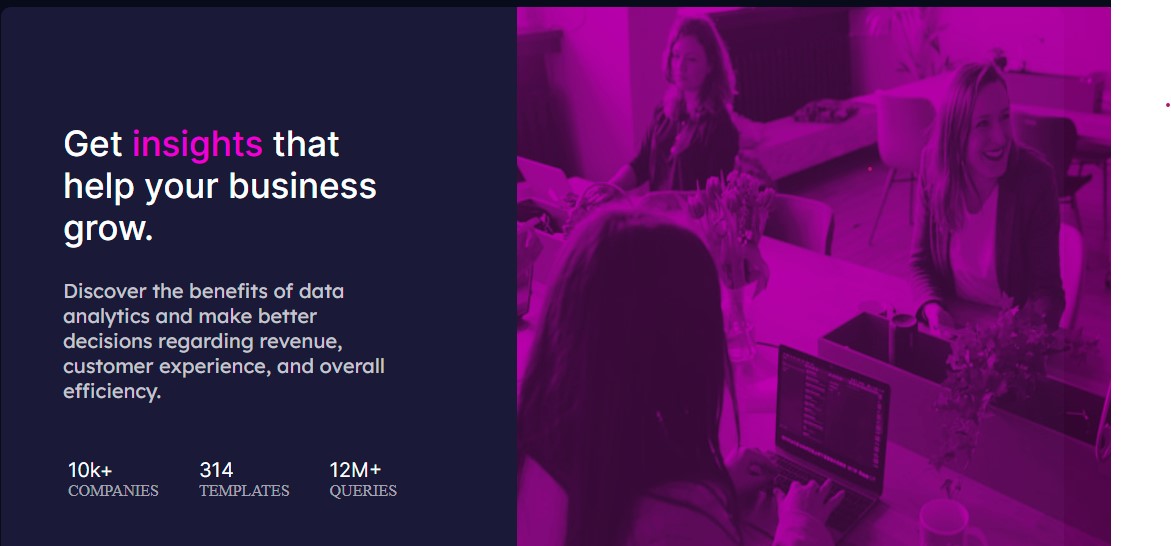 Get insights that
help your business
grow.
Discover the benefits of data
analytics and make better
decisions regarding revenue,
customer experience, and overall
efficiency.
10k+ 314 12M+
COMPANIES TEMPLATES QUERIES